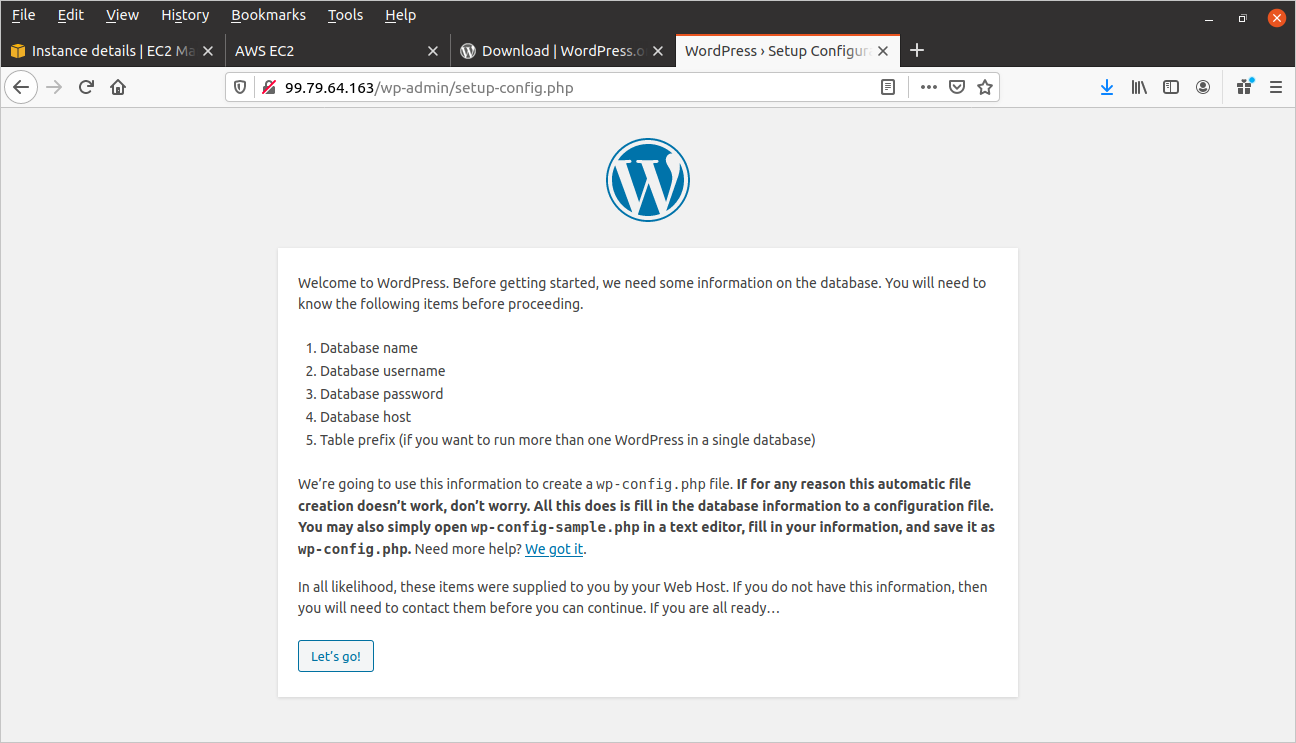 File Edit View History Bookmarks Tools Help
Instance details | EC2 Ma
AWS EC2
Download | WordPress.o
WordPress › Setup Configura
99.79.64.163/wp-admin/setup-config.php
Welcome to WordPress. Before getting started, we need some information on the database. You will need to
know the following items before proceeding.
1. Database name
2. Database username
3. Database password
4. Database host
5. Table prefix (if you want to run more than one WordPress in a single database)
We’re going to use this information to create a wp-config.php file. If for any reason this automatic file
creation doesn’t work, don’t worry. All this does is fill in the database information to a configuration file.
You may also simply open wp-config-sample.php in a text editor, fill in your information, and save it as
wp-config.php. Need more help? We got it.
In all likelihood, these items were supplied to you by your Web Host. If you do not have this information, then
you will need to contact them before you can continue. If you are all ready…
Let’s go!